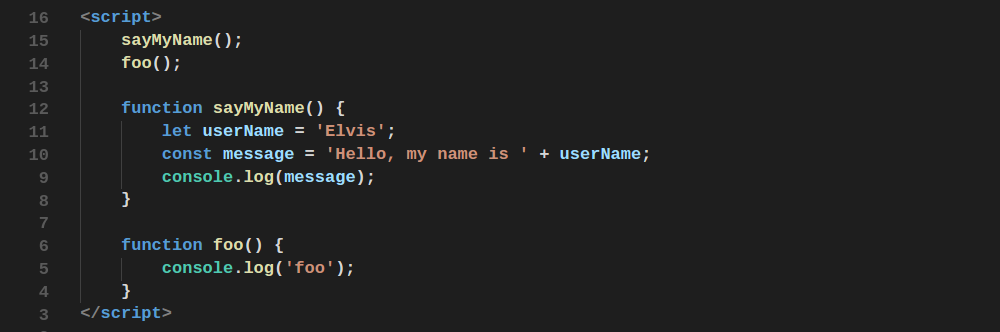 16 <script>
15 sayMyName();
14 foo();
13
12 function sayMyName() {
11 let userName = 'Elvis';
10 const message = 'Hello, my name is ' + userName;
9 console.log(message);
8 }
7
6 function foo() {
5 console.log('foo');
4 }
3 </script>